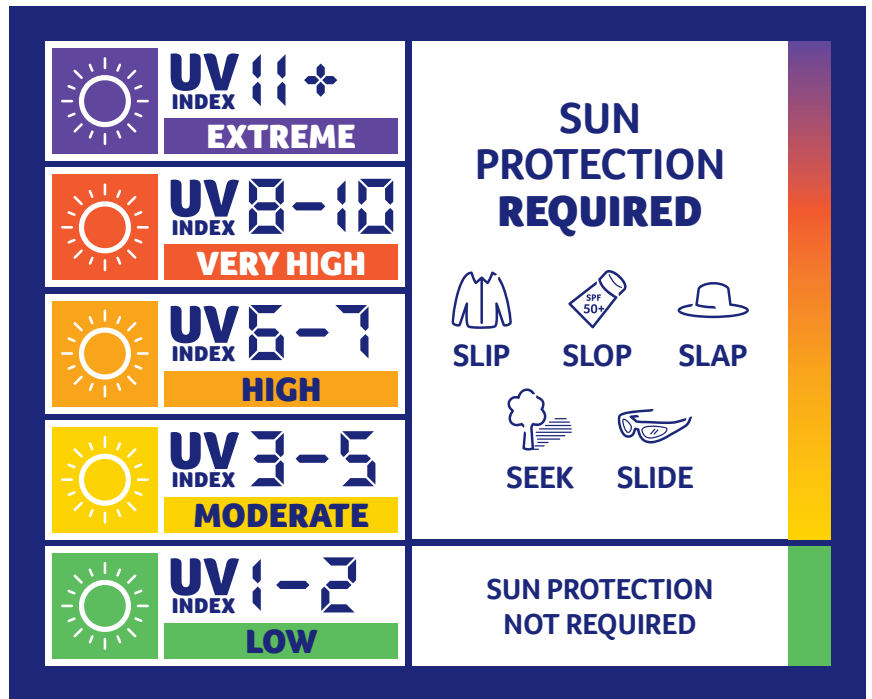 UV INDEX 11+
EXTREME
UV INDEX 8-10
VERY HIGH
UV INDEX 6-7
HIGH
UV INDEX 3-5
MODERATE
UV INDEX 1-2
LOW
SUN
PROTECTION
REQUIRED
SPF
50+
SLIP SLOP SLAP
SEEK SLIDE
SUN PROTECTION
NOT REQUIRED